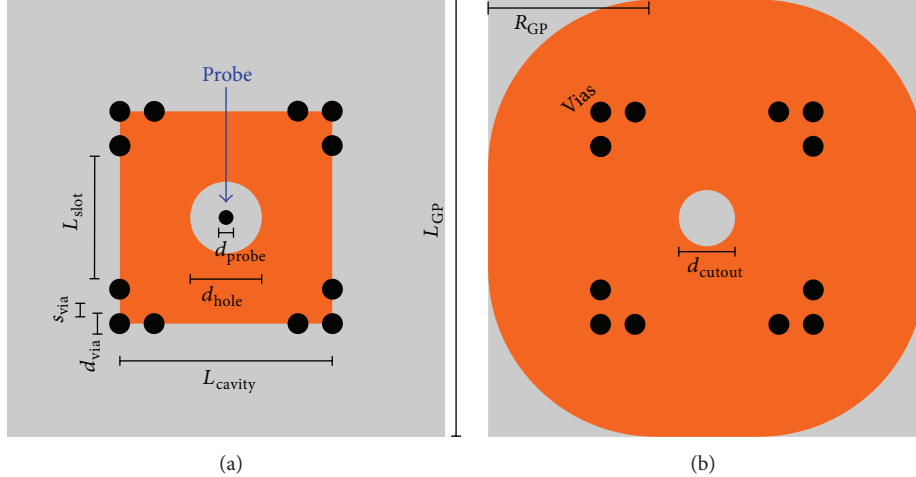 Probe
L_slot
d_probe
d_hole
s_via
d_via
L_cavity
(a)
L_GP
R_GP
Vias
d_cutout
(b)